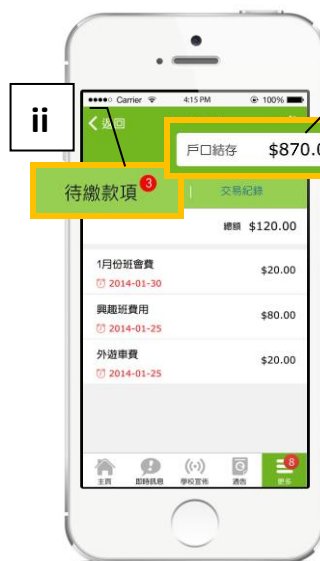 Carrier 4:15 PM 100%
ii
返回
戶口結存 $870.0
待繳款項 3 交易紀錄
總額 $120.00
1月份班會費 $20.00
2014-01-30
興趣班費用 $80.00
2014-01-25
外遊車費 $20.00
2014-01-25
8
主頁 即時訊息 學校宣佈 通告 更多